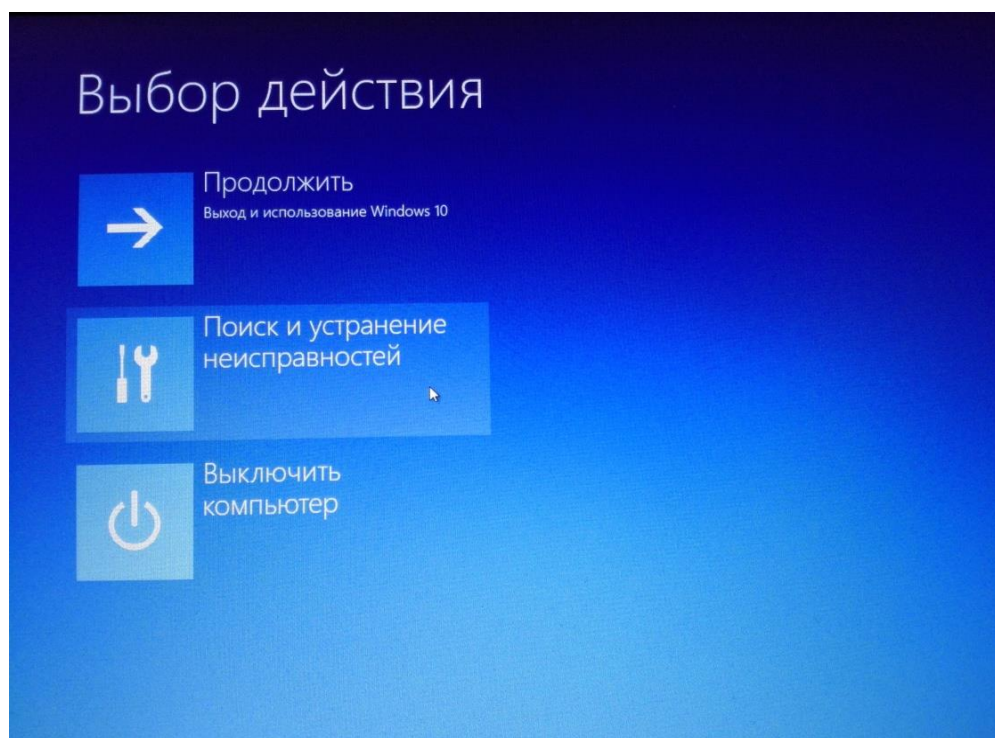 Выбор действия
Продолжить
Выход и использование Windows 10
Поиск и устранение
неисправностей
Выключить
компьютер